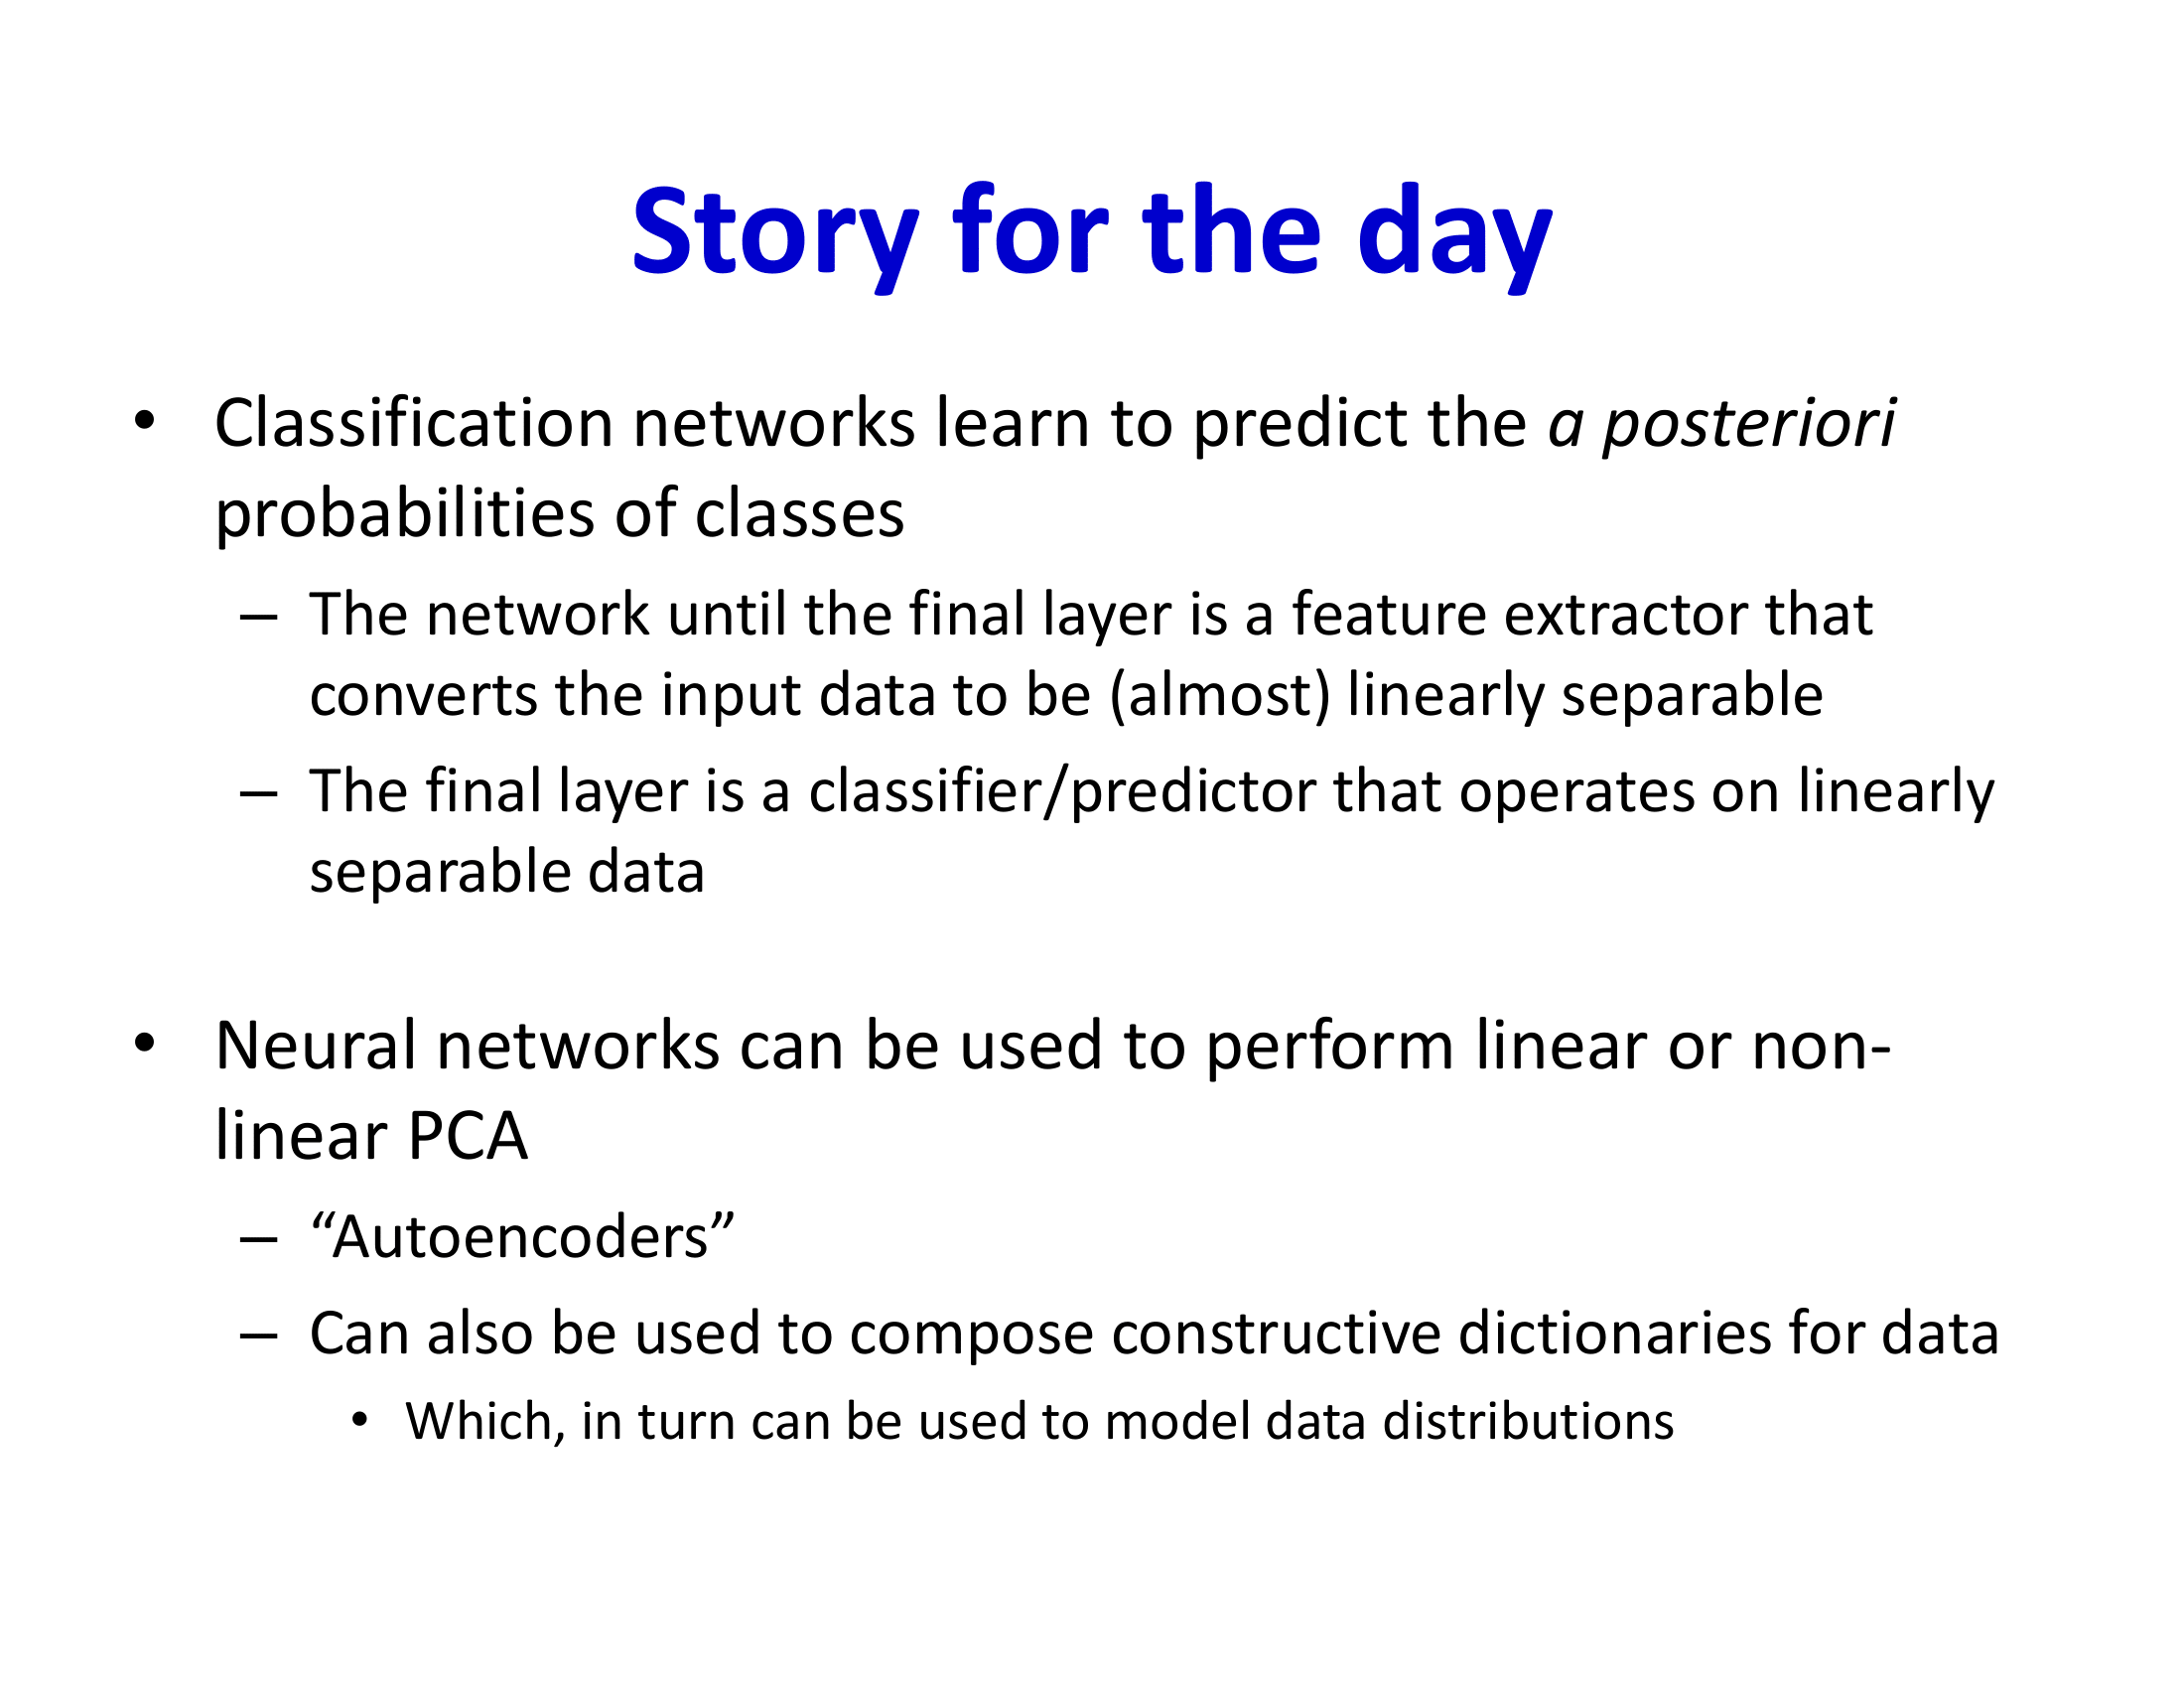 Story for the day
• Classification networks learn to predict the a posteriori
probabilities of classes
– The network until the final layer is a feature extractor that
converts the input data to be (almost) linearly separable
– The final layer is a classifier/predictor that operates on linearly
separable data
• Neural networks can be used to perform linear or non-
linear PCA
– “Autoencoders”
– Can also be used to compose constructive dictionaries for data
• Which, in turn can be used to model data distributions